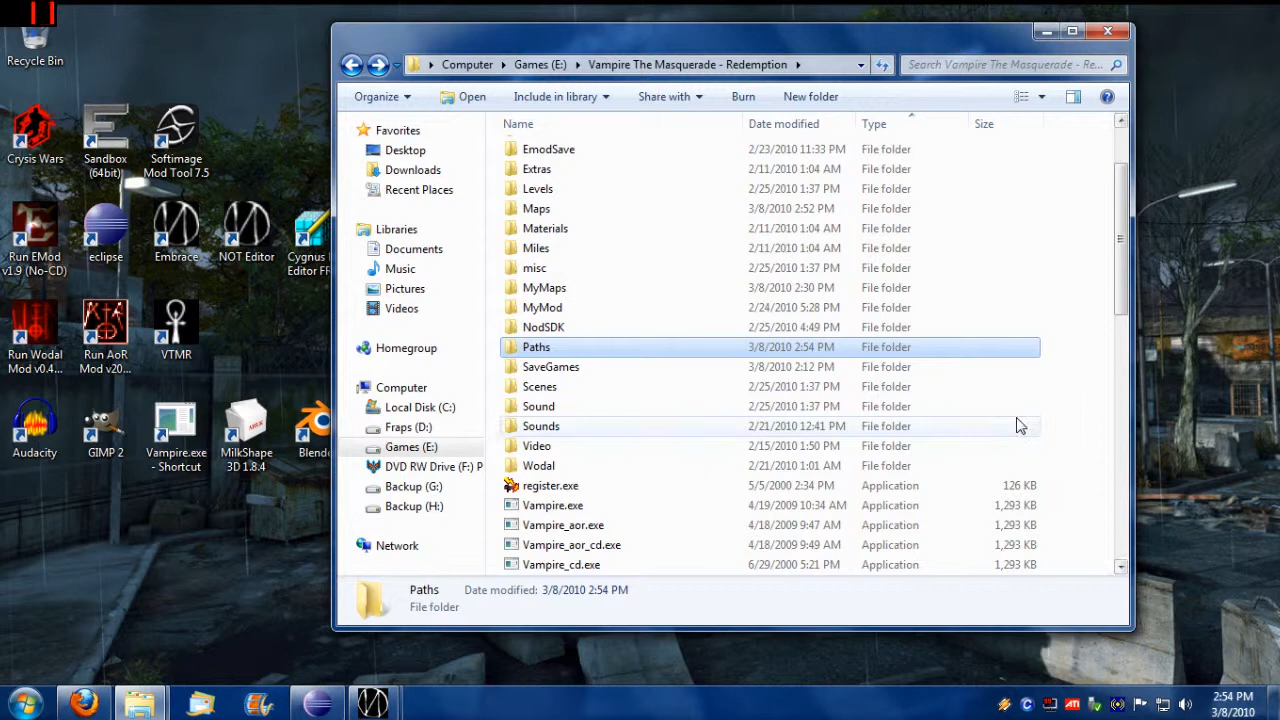 11
Recycle Bin
Crysis Wars
Sandbox (64bit)
Softimage Mod Tool 7.5
Run EMod v1.9 (No-CD)
eclipse
Embrace
NOT Editor
Cygnus
Editor FR
Run Wodal Mod v0.4...
Run AoR Mod v20...
VTMR
Audacity
GIMP 2
Vampire.exe - Shortcut
MilkShape 3D 1.8.4
Blende
Computer Games (E:) Vampire The Masquerade - Redemption
Search Vampire The Masquerade - Re...
Organize Open Include in library Share with Burn New folder
Favorites
Desktop
Downloads
Recent Places
Libraries
Documents
Music
Pictures
Videos
Homegroup
Computer
Local Disk (C:)
Fraps (D:)
Games (E:)
DVD RW Drive (F:) P
Backup (G:)
Backup (H:)
Network
Name Date modified Type Size
EmodSave 2/23/2010 11:33 PM File folder
Extras 2/11/2010 1:04 AM File folder
Levels 2/25/2010 1:37 PM File folder
Maps 3/8/2010 2:52 PM File folder
Materials 2/11/2010 1:04 AM File folder
Miles 2/11/2010 1:04 AM File folder
misc 2/25/2010 1:37 PM File folder
MyMaps 3/8/2010 2:30 PM File folder
MyMod 2/24/2010 5:28 PM File folder
NodSDK 2/25/2010 4:49 PM File folder
Paths 3/8/2010 2:54 PM File folder
SaveGames 3/8/2010 2:12 PM File folder
Scenes 2/25/2010 1:37 PM File folder
Sound 2/25/2010 1:37 PM File folder
Sounds 2/21/2010 12:41 PM File folder
Video 2/15/2010 1:50 PM File folder
Wodal 2/21/2010 1:01 AM File folder
register.exe 5/5/2000 2:34 PM Application 126 KB
Vampire.exe 4/19/2009 10:34 AM Application 1,293 KB
Vampire_aor.exe 4/18/2009 9:47 AM Application 1,293 KB
Vampire_aor_cd.exe 4/18/2009 9:49 AM Application 1,293 KB
Vampire_cd.exe 6/29/2000 5:21 PM Application 1,293 KB
Paths Date modified: 3/8/2010 2:54 PM
File folder
2:54 PM
3/8/2010